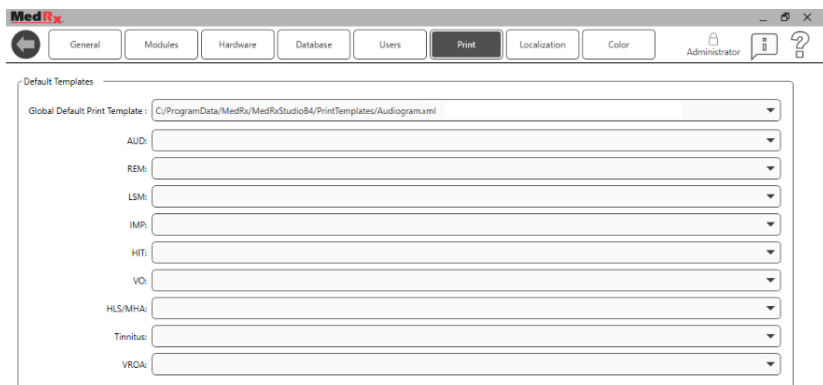 MedRx
General Modules Hardware Database Users Print Localization Color Administrator
Default Templates
Global Default Print Template : C:/ProgramData/MedRx/MedRxStudio84/PrintTemplates/Audiogram.xml
AUD:
REM:
LSM:
IMP:
HIT:
VO:
HLS/MHA:
Tinnitus:
VROA: